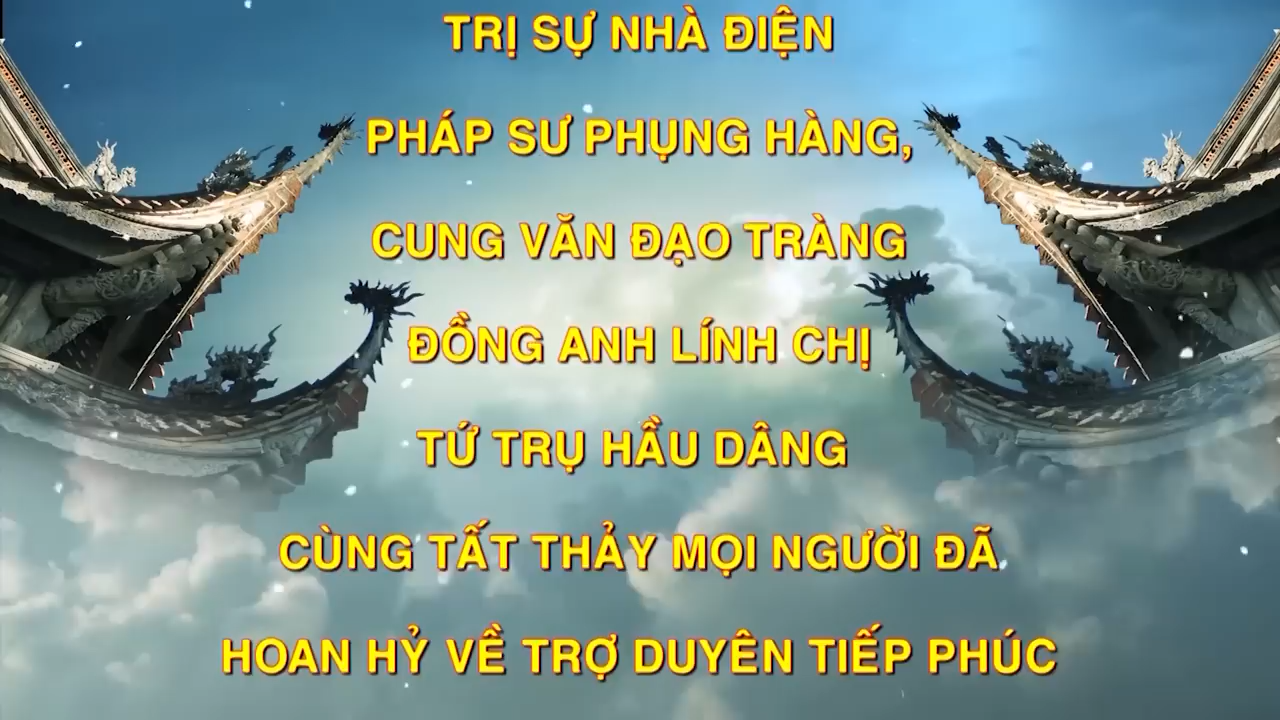 TRỊ SỰ NHÀ ĐIỆN
PHÁP SƯ PHỤNG HÀNG,
CUNG VĂN ĐẠO TRÀNG
ĐỒNG ANH LÍNH CHỊ
TỨ TRỤ HẦU DÂNG
CÙNG TẤT THẢY MỌI NGƯỜI ĐÃ
HOAN HỶ VỀ TRỢ DUYÊN TIẾP PHÚC